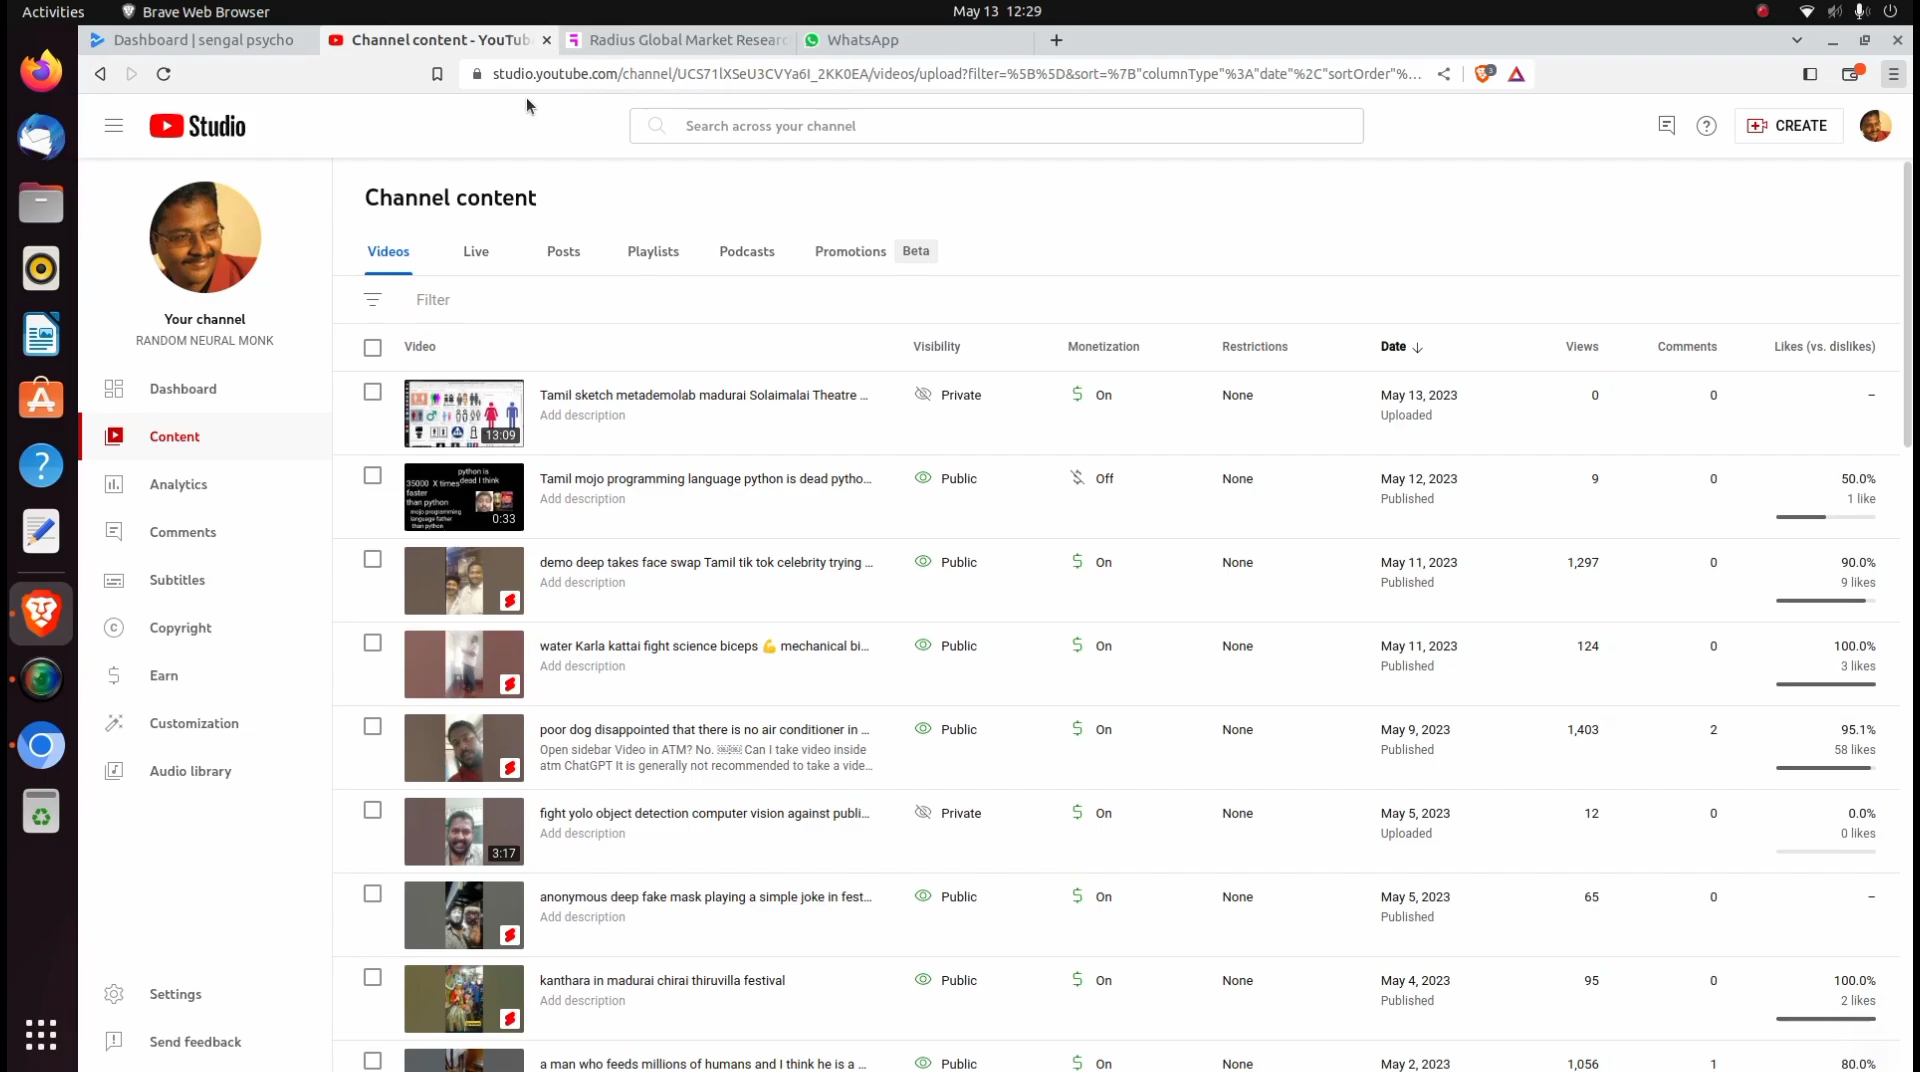 Activities
Brave Web Browser
May 13 12:29
Dashboard | sengal psycho
Channel content - YouTub
Radius Global Market Researc
WhatsApp
studio.youtube.com/channel/UCS71lXSeU3CVYa6I_2KK0EA/videos/upload?filter=%5B%5D&sort=%7B"columnType"%3A"date"%2C"sortOrder"%...
3
Studio
Search across your channel
CREATE
Your channel
RANDOM NEURAL MONK
Dashboard
Content
Analytics
Comments
Subtitles
Copyright
Earn
Customization
Audio library
Settings
Send feedback
Channel content
Videos Live Posts Playlists Podcasts Promotions Beta
Filter
Video Visibility Monetization Restrictions Date Views Comments Likes (vs. dislikes)
Tamil sketch metademolab madurai Solaimalai Theatre ... Private On None May 13, 2023 0 0 –
Add description Uploaded
13:09
Tamil mojo programming language python is dead pytho... Public Off None May 12, 2023 9 0 50.0%
Add description Published 1 like
python is
35000 X times dead I think
faster
than python
mojo programming
language father
than python
0:33
demo deep takes face swap Tamil tik tok celebrity trying ... Public On None May 11, 2023 1,297 0 90.0%
Add description Published 9 likes
water Karla kattai fight science biceps 💪 mechanical bi... Public On None May 11, 2023 124 0 100.0%
Add description Published 3 likes
poor dog disappointed that there is no air conditioner in ... Public On None May 9, 2023 1,403 2 95.1%
Open sidebar Video in ATM? No. Can I take video inside Published 58 likes
atm ChatGPT It is generally not recommended to take a vide...
fight yolo object detection computer vision against publi... Private On None May 5, 2023 12 0 0.0%
Add description Uploaded 0 likes
3:17
anonymous deep fake mask playing a simple joke in fest... Public On None May 5, 2023 65 0 –
Add description Published
kanthara in madurai chirai thiruvilla festival Public On None May 4, 2023 95 0 100.0%
Add description Published 2 likes
a man who feeds millions of humans and I think he is a ... Public On None May 2, 2023 1,056 1 80.0%